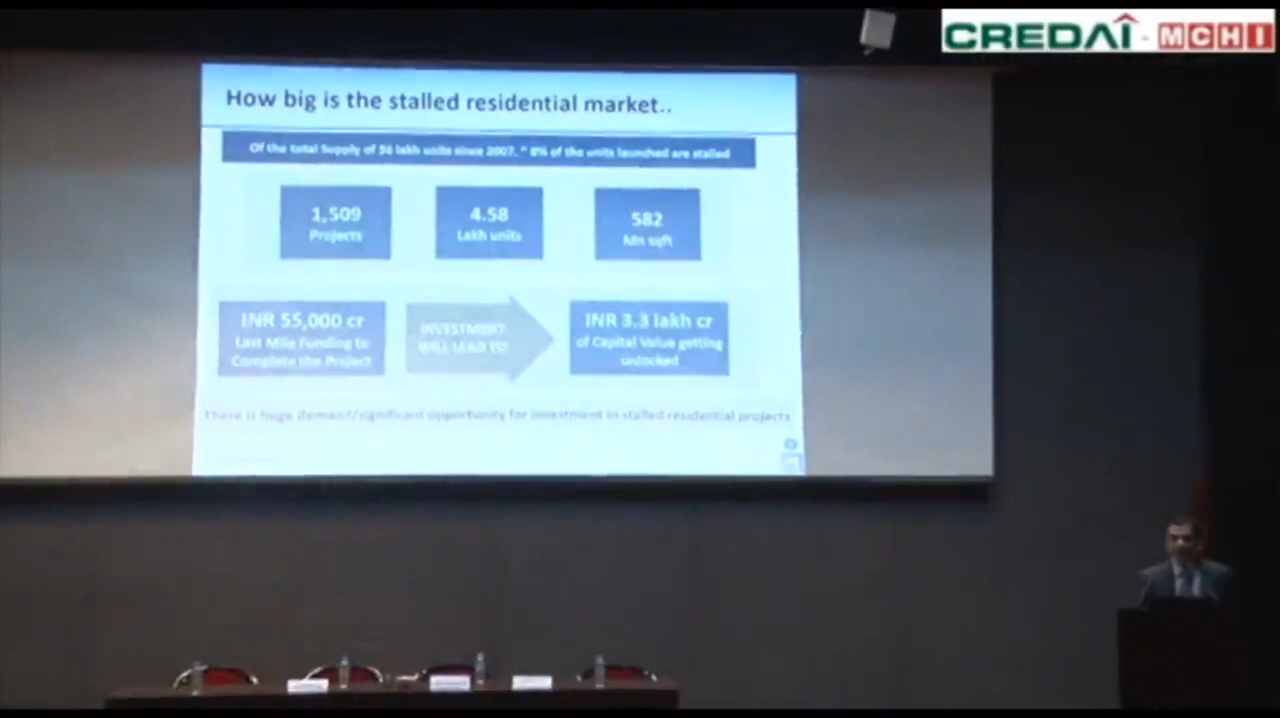 CREDAÎ - MCHI
How big is the stalled residential market..
Of the total Supply of 56 lakh units since 2007, ~ 8% of the units launched are stalled
1,509
Projects
4.58
Lakh units
582
Mn sqft
INR 55,000 cr
Last Mile Funding to
Complete the Project
INVESTMENT
WILL LEAD TO
INR 3.3 lakh cr
of Capital Value getting
unlocked
There is huge demand/significant opportunity for investment in stalled residential projects